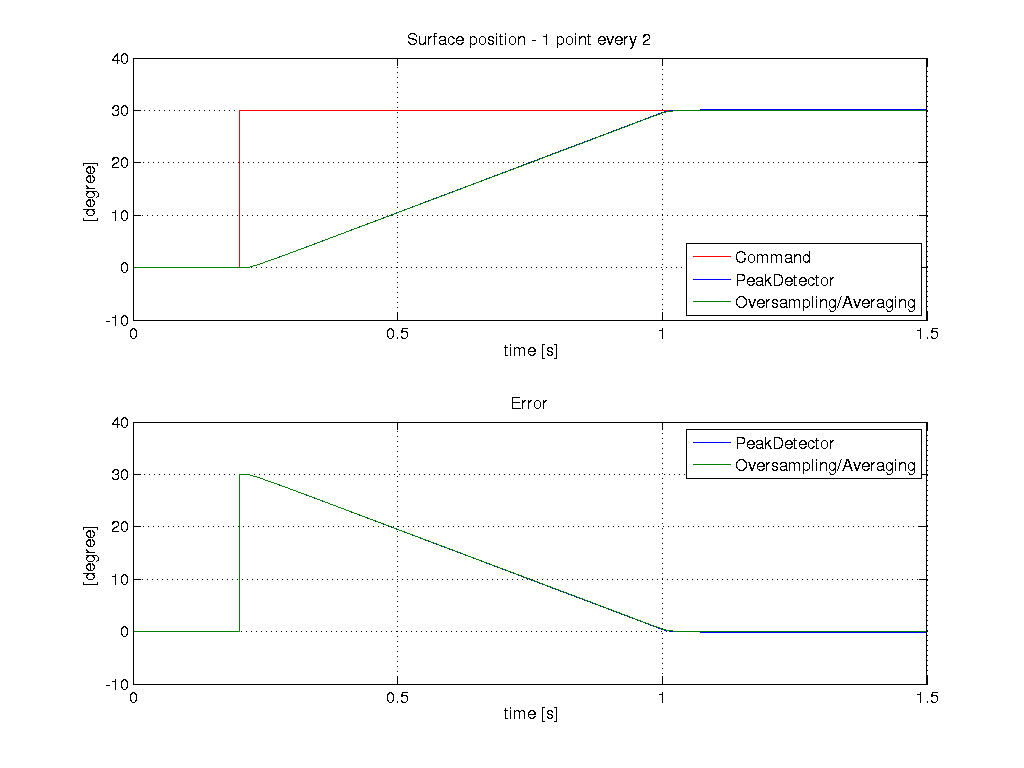 Surface position - 1 point every 2
40
30
20
10
0
-10
[degree]
0 0.5 1 1.5
time [s]
Command
PeakDetector
Oversampling/Averaging
Error
40
30
20
10
0
-10
[degree]
0 0.5 1 1.5
time [s]
PeakDetector
Oversampling/Averaging